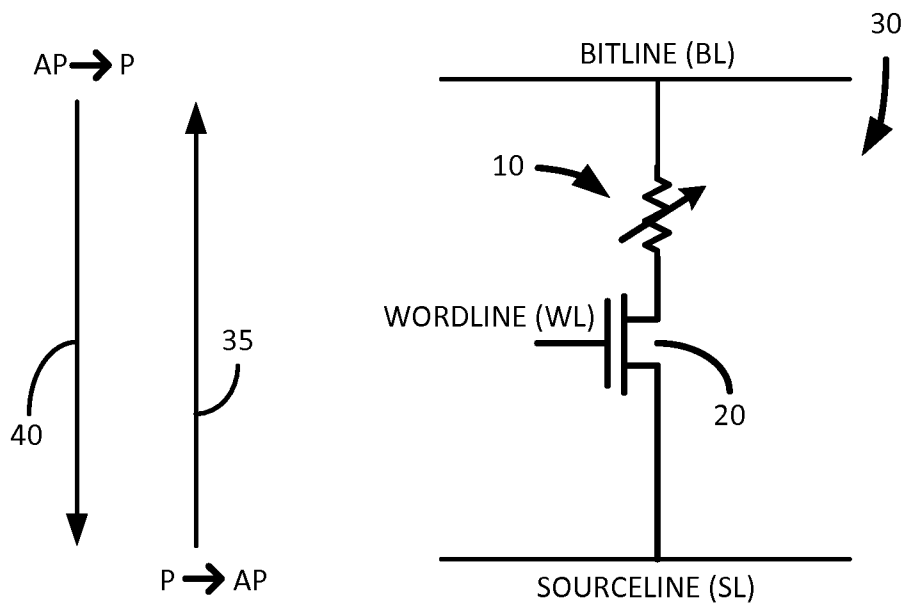 30
BITLINE (BL)
AP → P
10
WORDLINE (WL)
35
20
40
P → AP
SOURCELINE (SL)